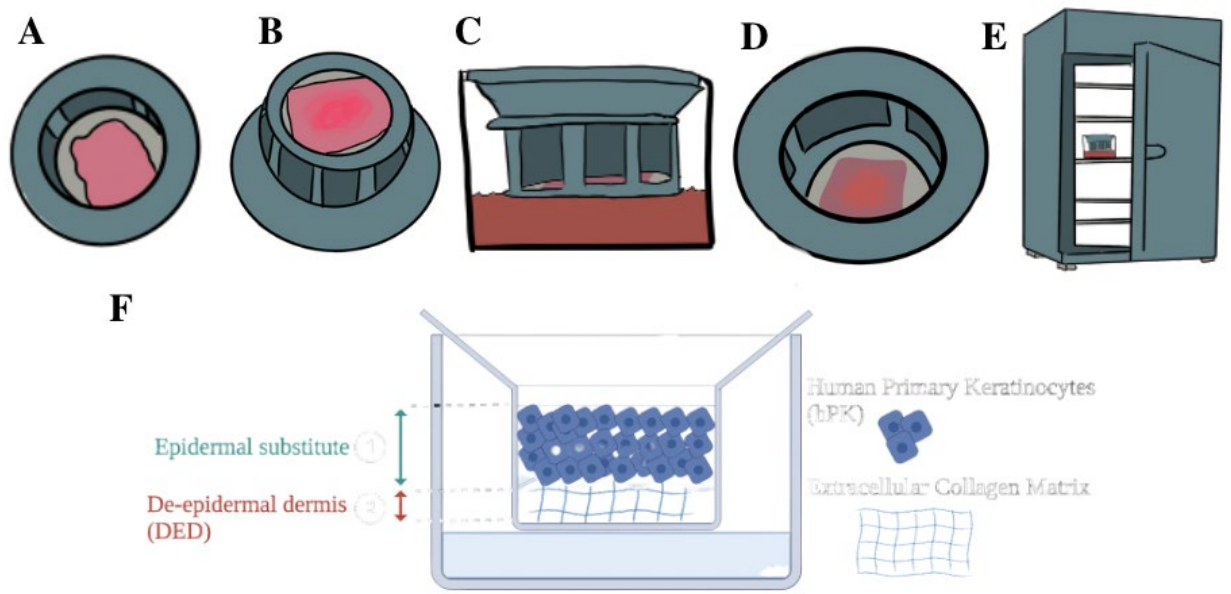 A
B
C
D
E
F
Human Primary Keratinocytes
(hPK)
Epidermal substitute 1
Extracellular Collagen Matrix
De-epidermal dermis 2
(DED)